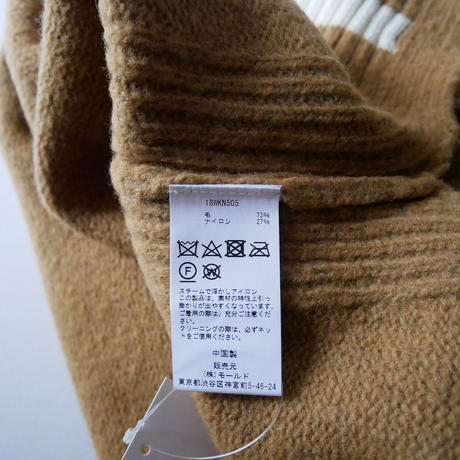 18WKN505
毛 73%
ナイロン 27%
F W
スチームで浮かしアイロン
この製品は、素材の特性上引っ
掛かりが出やすくなっています。
ご着用の際は、充分ご注意くだ
さい。
クリーニングの際は、必ずネッ
トをご使用ください。
中国製
販売元
(株)モールド
東京都渋谷区神宮前5-46-24